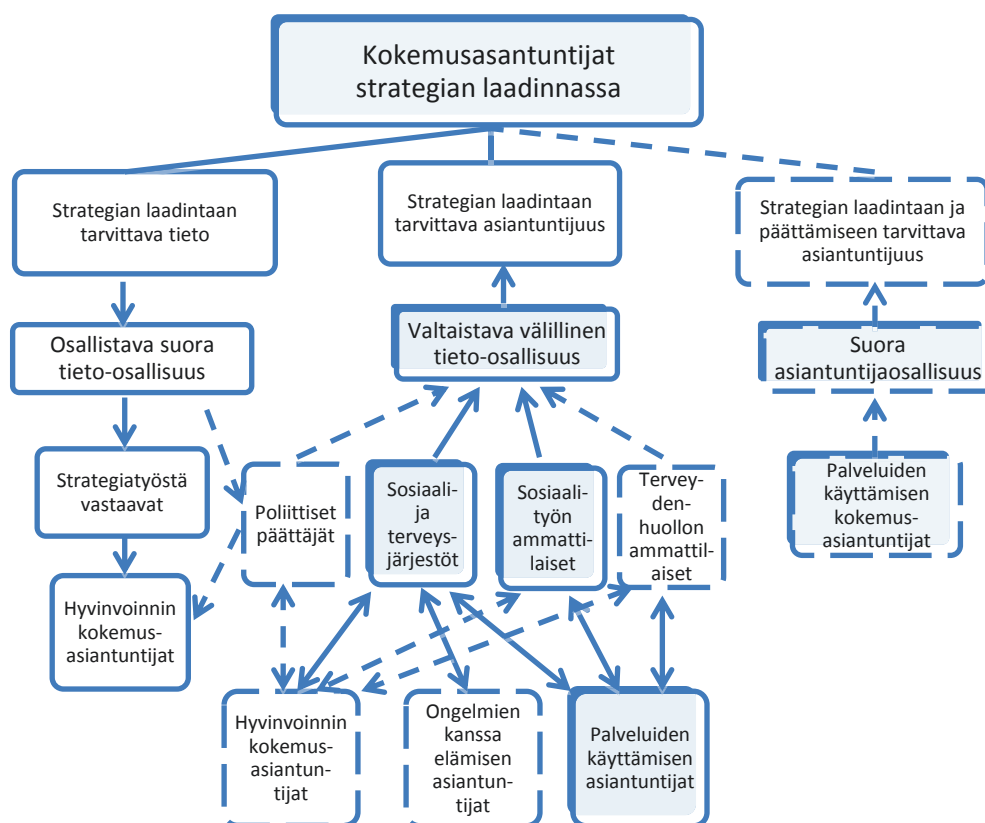 Kokemusasantuntijat
strategian laadinnassa
Strategian laadintaan
tarvittava tieto
Strategian laadintaan
tarvittava asiantuntijuus
Strategian laadintaan ja
päättämiseen tarvittava
asiantuntijuus
Osallistava suora
tieto-osallisuus
Valtaistava välillinen
tieto-osallisuus
Suora
asiantuntijaosallisuus
Strategiatyöstä
vastaavat
Poliittiset
päättäjät
Sosiaali-
ja
terveys-
järjestöt
Sosiaali-
työn
ammatti-
laiset
Tervey-
den-
huollon
ammattil-
aiset
Palveluiden
käyttämisen
kokemus-
asiantuntijat
Hyvinvoinnin
kokemus-
asiantuntijat
Hyvinvoinnin
kokemus-
asiantun-
tijat
Ongelmien
kanssa
elämisen
asiantun-
tijat
Palveluiden
käyttämisen
asiantuntijat